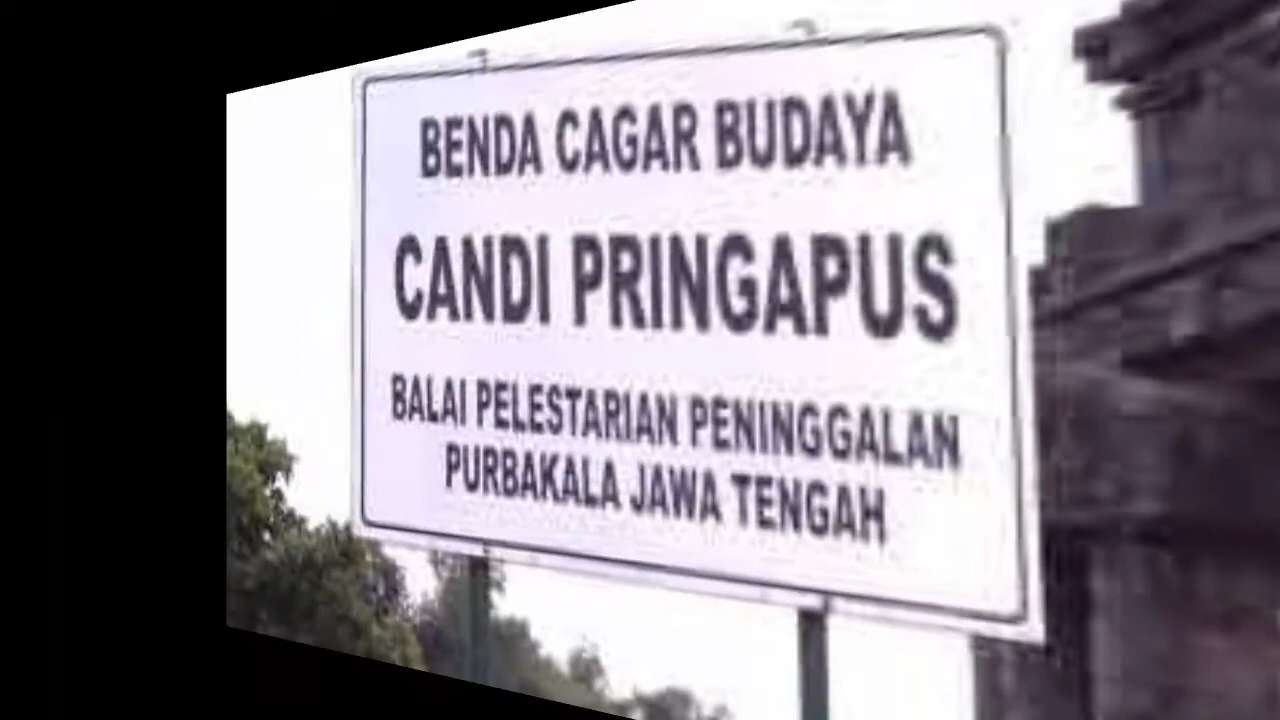 BENDA CAGAR BUDAYA
CANDI PRINGAPUS
BALAI PELESTARIAN PENINGGALAN
PURBAKALA JAWA TENGAH